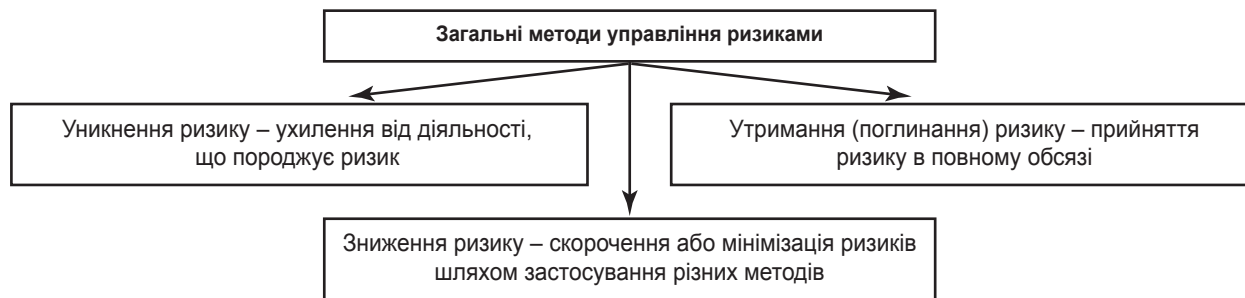 Загальні методи управління ризиками
Уникнення ризику – ухилення від діяльності,
що породжує ризик
Утримання (поглинання) ризику – прийняття
ризику в повному обсязі
Зниження ризику – скорочення або мінімізація ризиків
шляхом застосування різних методів